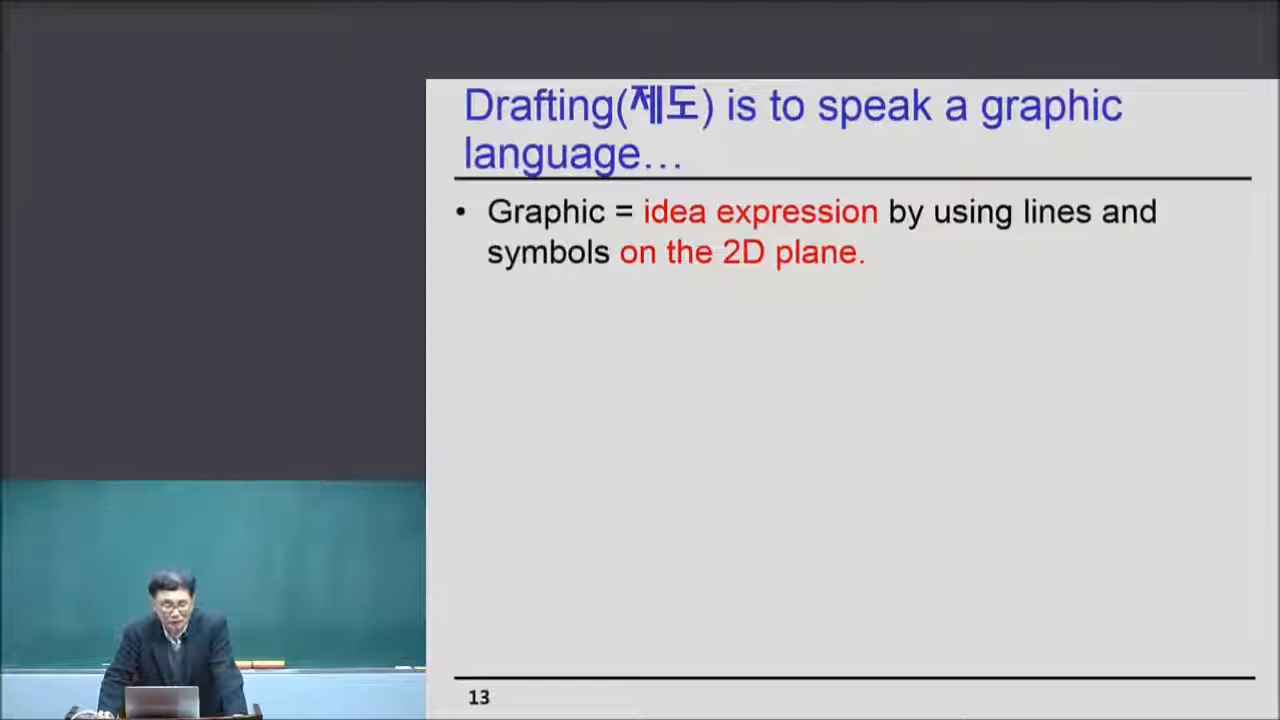 Drafting(제도) is to speak a graphic
language…
• Graphic = idea expression by using lines and
symbols on the 2D plane.
13